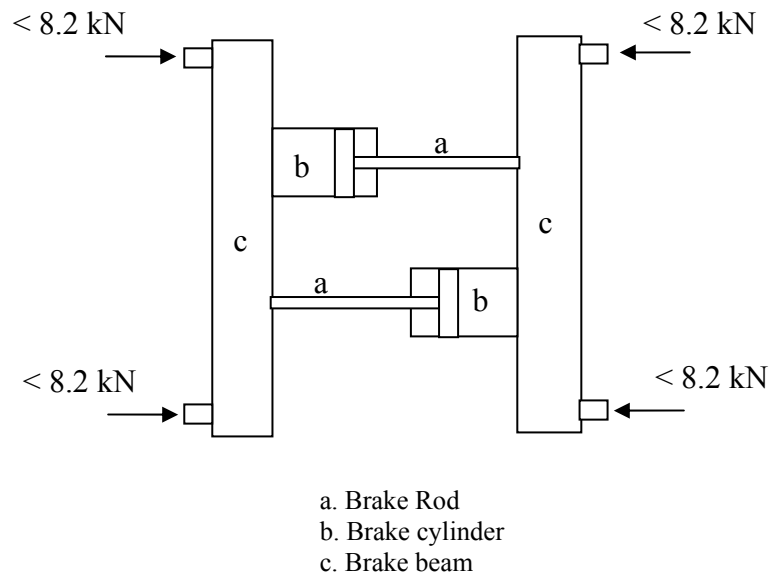 < 8.2 kN
< 8.2 kN
a
b
c
c
a
b
< 8.2 kN
< 8.2 kN
a. Brake Rod
b. Brake cylinder
c. Brake beam